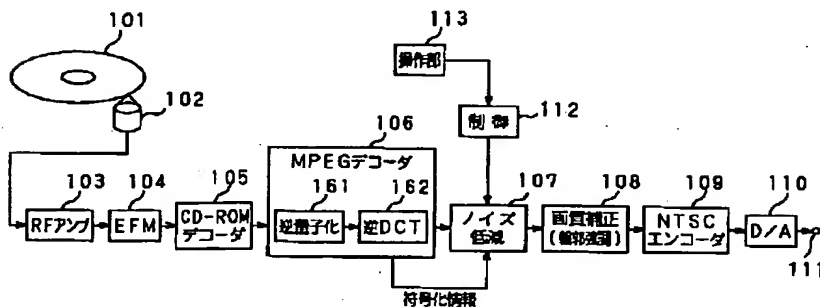 101
102
113
操作部
112
制御
106
MPEGデコーダ
103
RFアンプ
104
EFM
105
CD-ROM
デコーダ
161
逆量子化
162
逆DCT
107
ノイズ
低減
108
画質補正
(輪郭強調)
109
NTSC
エンコーダ
110
D/A
111
符号化情報